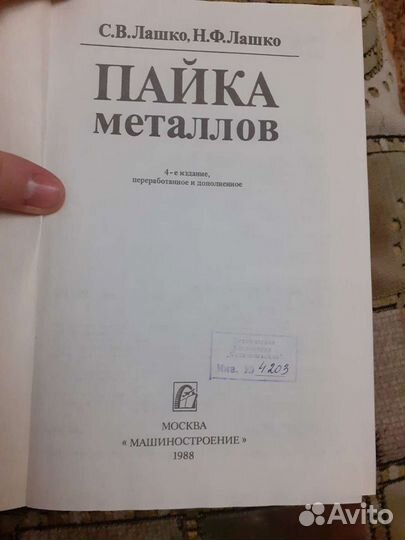 С.В.Лашко, Н.Ф.Лашко
ПАЙКА
металлов
4-е издание,
переработанное и дополненное
Инв. № 4203
МОСКВА
« МАШИНОСТРОЕНИЕ »
1988
Avito